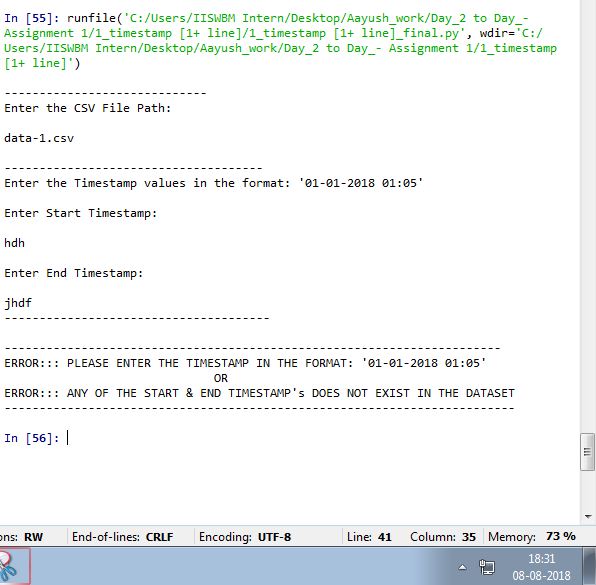 In [55]: runfile('C:/Users/IISWBM Intern/Desktop/Aayush_work/Day_2 to Day_-
Assignment 1/1_timestamp [1+ line]/1_timestamp [1+ line]_final.py', wdir='C:/
Users/IISWBM Intern/Desktop/Aayush_work/Day_2 to Day_- Assignment 1/1_timestamp
[1+ line]')
-----------------------------
Enter the CSV File Path:
data-1.csv
-------------------------------------
Enter the Timestamp values in the format: '01-01-2018 01:05'
Enter Start Timestamp:
hdh
Enter End Timestamp:
jhdf
--------------------------------------
-----------------------------------------------------------------------
ERROR::: PLEASE ENTER THE TIMESTAMP IN THE FORMAT: '01-01-2018 01:05'
OR
ERROR::: ANY OF THE START & END TIMESTAMP's DOES NOT EXIST IN THE DATASET
-------------------------------------------------------------------------
In [56]:
ons: RW End-of-lines: CRLF Encoding: UTF-8 Line: 41 Column: 35 Memory: 73 %
18:31
08-08-2018